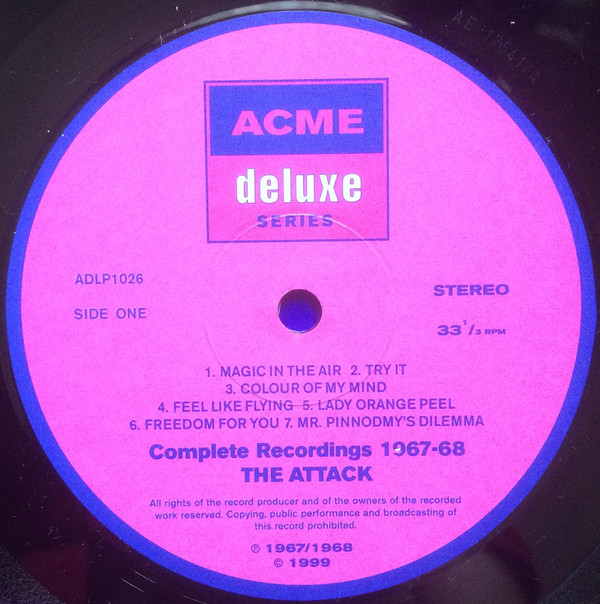 ACME
deluxe
SERIES
ADLP1026
STEREO
SIDE ONE
33 1/3 RPM
1. MAGIC IN THE AIR 2. TRY IT
3. COLOUR OF MY MIND
4. FEEL LIKE FLYING 5. LADY ORANGE PEEL
6. FREEDOM FOR YOU 7. MR. PINNODMY'S DILEMMA
Complete Recordings 1967-68
THE ATTACK
All rights of the record producer and of the owners of the recorded
work reserved. Copying, public performance and broadcasting of
this record prohibited.
℗ 1967/1968
© 1999